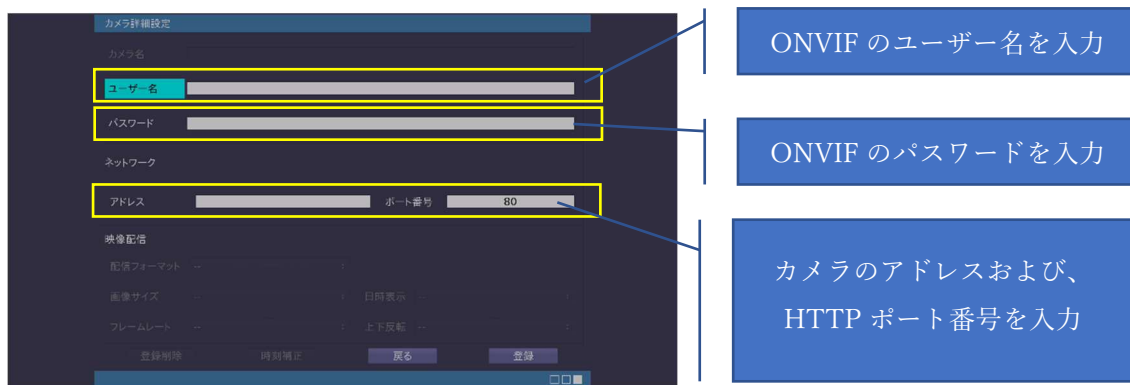 カメラ詳細設定
カメラ名
ユーザー名
パスワード
ネットワーク
アドレス ポート番号 80
映像配信
配信フォーマット --
画像サイズ -- 日時表示 --
フレームレート -- 上下反転 --
登録削除 時刻補正 戻る 登録
ONVIF のユーザー名を入力
ONVIF のパスワードを入力
カメラのアドレスおよび、
HTTP ポート番号を入力